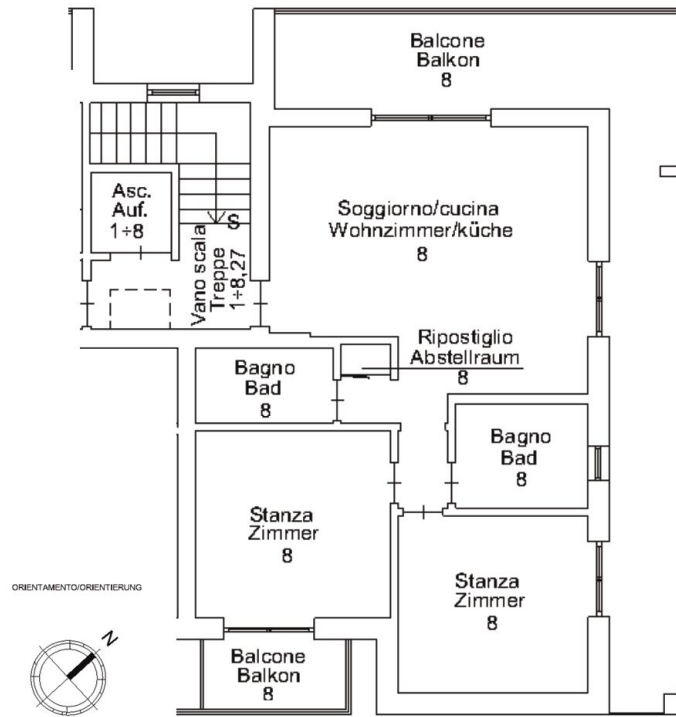 Balcone
Balkon
8
Asc.
Auf.
1÷8
S
Vano scala
Treppe
1÷8,27
Soggiorno/cucina
Wohnzimmer/küche
8
Ripostiglio
Abstellraum
8
Bagno
Bad
8
Bagno
Bad
8
Stanza
Zimmer
8
Stanza
Zimmer
8
ORIENTAMENTO/ORIENTIERUNG
N
Balcone
Balkon
8